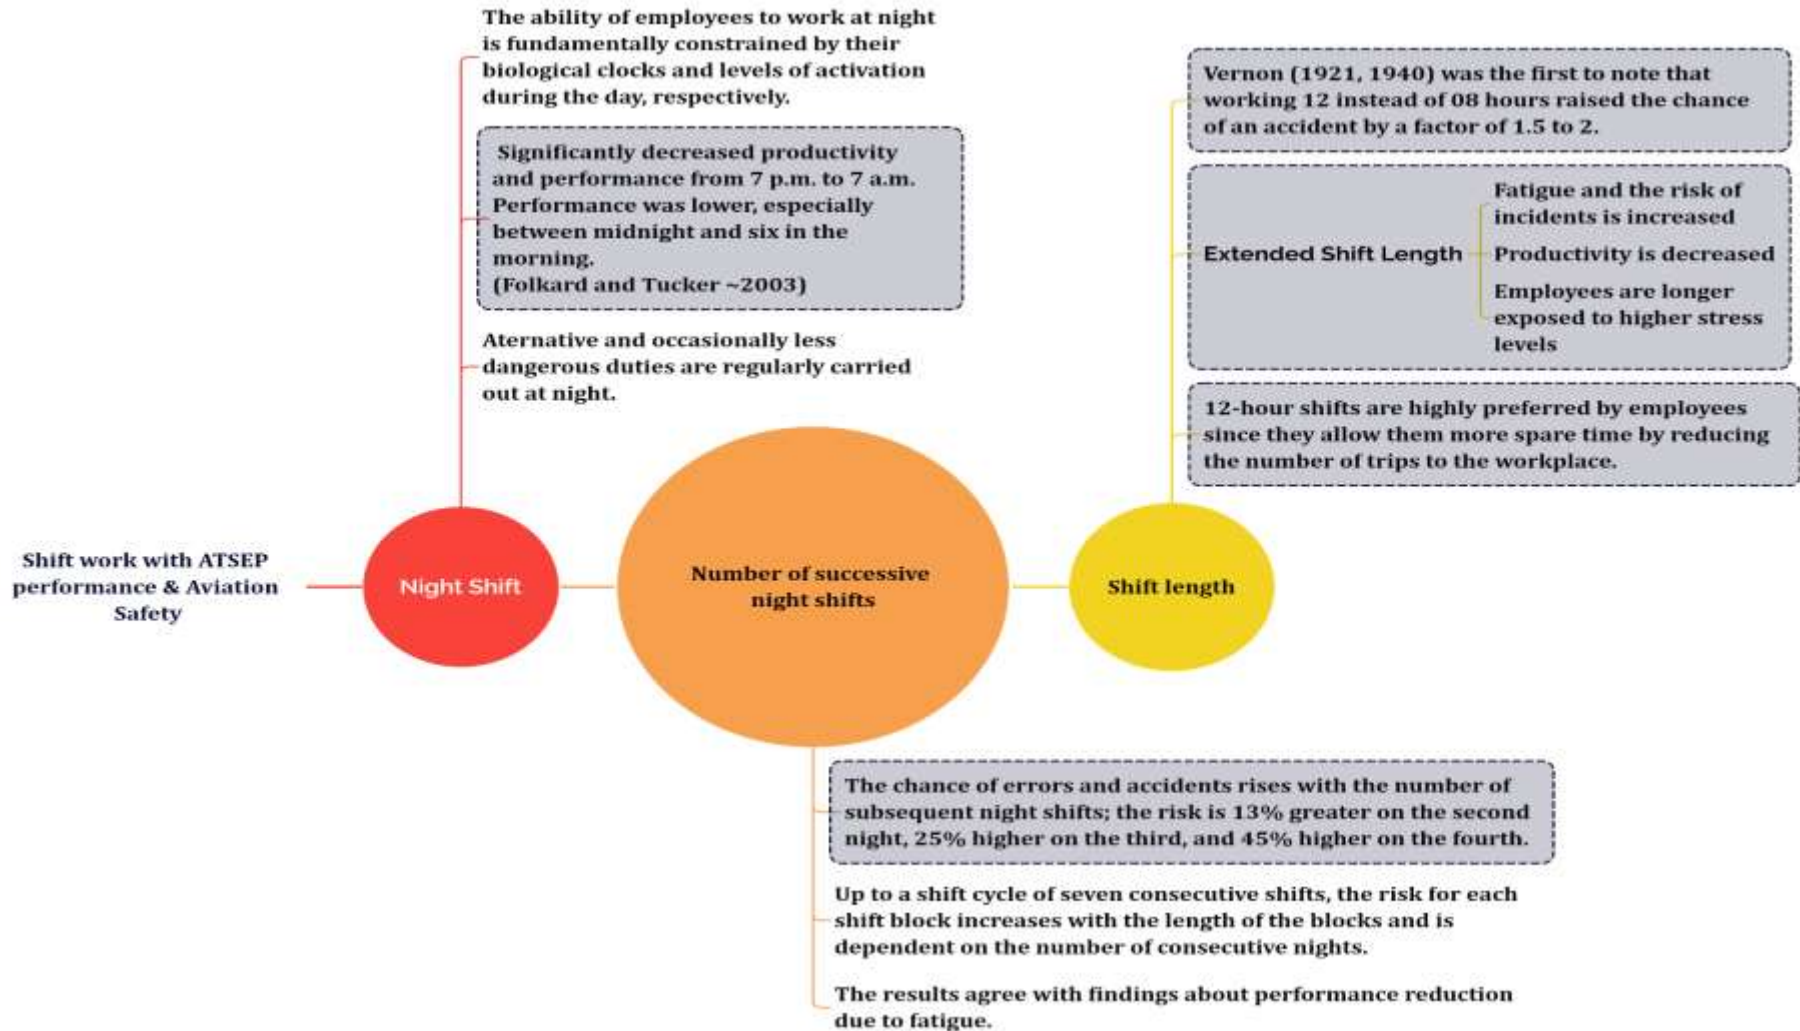 The ability of employees to work at night
is fundamentally constrained by their
biological clocks and levels of activation
during the day, respectively.
Significantly decreased productivity
and performance from 7 p.m. to 7 a.m.
Performance was lower, especially
between midnight and six in the
morning.
(Folkard and Tucker ~2003)
Aternative and occasionally less
dangerous duties are regularly carried
out at night.
Vernon (1921, 1940) was the first to note that
working 12 instead of 08 hours raised the chance
of an accident by a factor of 1.5 to 2.
Extended Shift Length
Fatigue and the risk of
incidents is increased
Productivity is decreased
Employees are longer
exposed to higher stress
levels
12-hour shifts are highly preferred by employees
since they allow them more spare time by reducing
the number of trips to the workplace.
Shift work with ATSEP
performance & Aviation
Safety
Night Shift
Number of successive
night shifts
Shift length
The chance of errors and accidents rises with the number of
subsequent night shifts; the risk is 13% greater on the second
night, 25% higher on the third, and 45% higher on the fourth.
Up to a shift cycle of seven consecutive shifts, the risk for each
shift block increases with the length of the blocks and is
dependent on the number of consecutive nights.
The results agree with findings about performance reduction
due to fatigue.